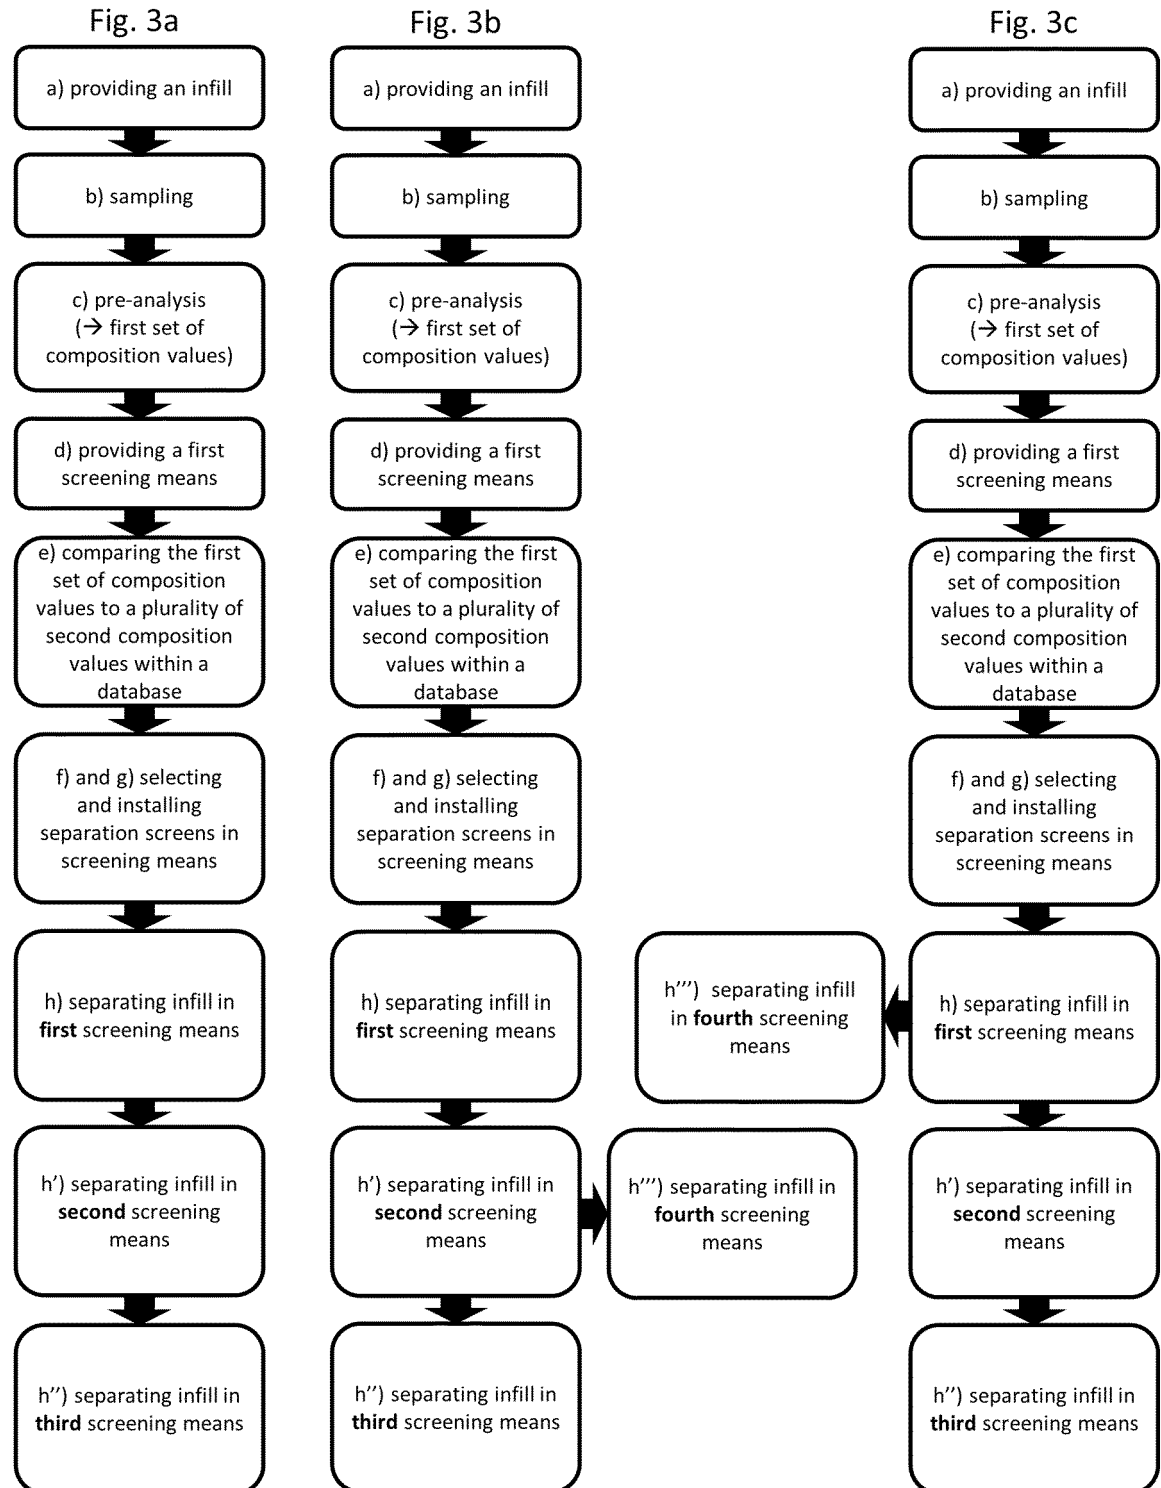 Fig. 3a
a) providing an infill
b) sampling
c) pre-analysis
(→ first set of
composition values)
d) providing a first
screening means
e) comparing the first
set of composition
values to a plurality of
second composition
values within a
database
f) and g) selecting
and installing
separation screens in
screening means
h) separating infill in
first screening means
h') separating infill in
second screening
means
h'') separating infill in
third screening means
Fig. 3b
a) providing an infill
b) sampling
c) pre-analysis
(→ first set of
composition values)
d) providing a first
screening means
e) comparing the first
set of composition
values to a plurality of
second composition
values within a
database
f) and g) selecting
and installing
separation screens in
screening means
h) separating infill in
first screening means
h') separating infill in
second screening
means
h''') separating infill in
fourth screening
means
h'') separating infill in
third screening means
Fig. 3c
a) providing an infill
b) sampling
c) pre-analysis
(→ first set of
composition values)
d) providing a first
screening means
e) comparing the first
set of composition
values to a plurality of
second composition
values within a
database
f) and g) selecting
and installing
separation screens in
screening means
h) separating infill in
first screening means
h''') separating infill
in fourth screening
means
h') separating infill in
second screening
means
h'') separating infill in
third screening means